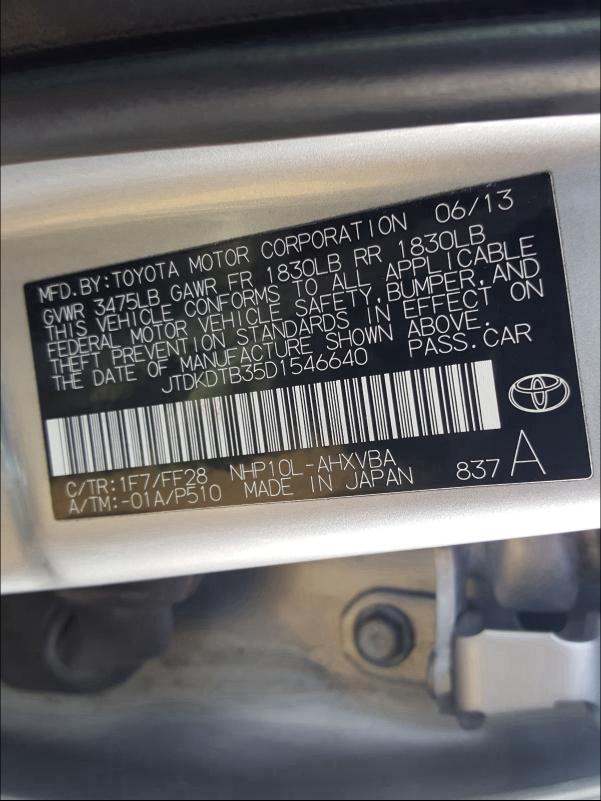 MFD.BY:TOYOTA MOTOR CORPORATION 06/13
GVWR 3475LB GAWR FR 1830LB RR 1830LB
THIS VEHICLE CONFORMS TO ALL APPLICABLE
FEDERAL MOTOR VEHICLE SAFETY,BUMPER,AND
THEFT PREVENTION STANDARDS IN EFFECT ON
THE DATE OF MANUFACTURE SHOWN ABOVE.
JTDKDTB35D1546640 PASS.CAR
C/TR:1F7/FF28 NHP10L-AHXVBA
A/TM:-01A/P510 MADE IN JAPAN 837 A